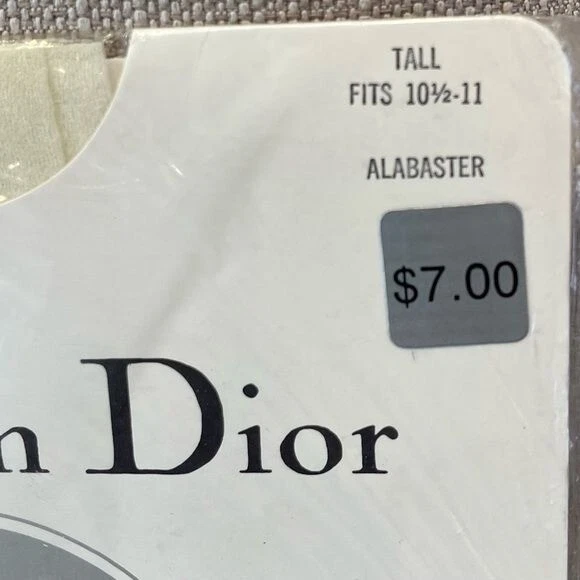 TALL
FITS 10½-11
ALABASTER
$7.00
n Dior